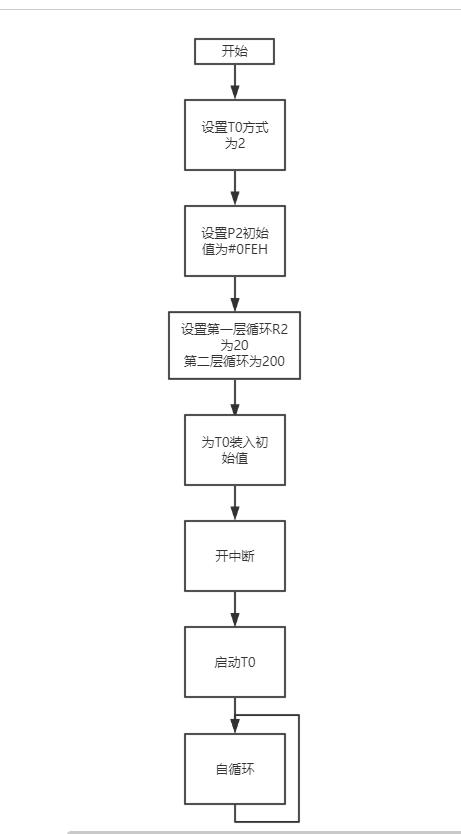 开始
设置T0方式
为2
设置P2初始
值为#0FEH
设置第一层循环R2
为20
第二层循环为200
为T0装入初
始值
开中断
启动T0
自循环